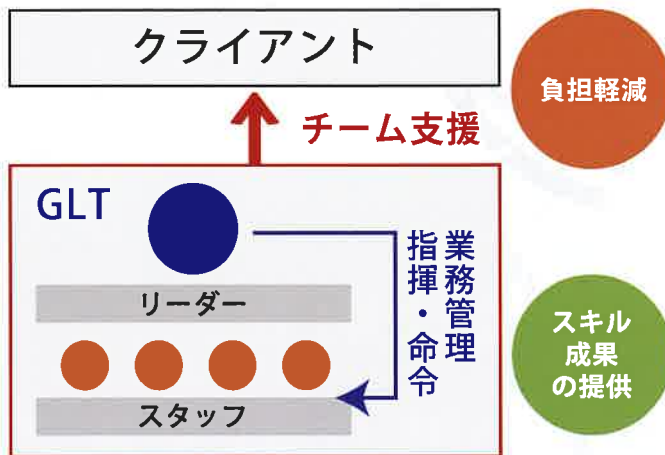 クライアント
負担軽減
チーム支援
GLT
業務管理
指揮・命令
リーダー
スタッフ
スキル
成果
の提供